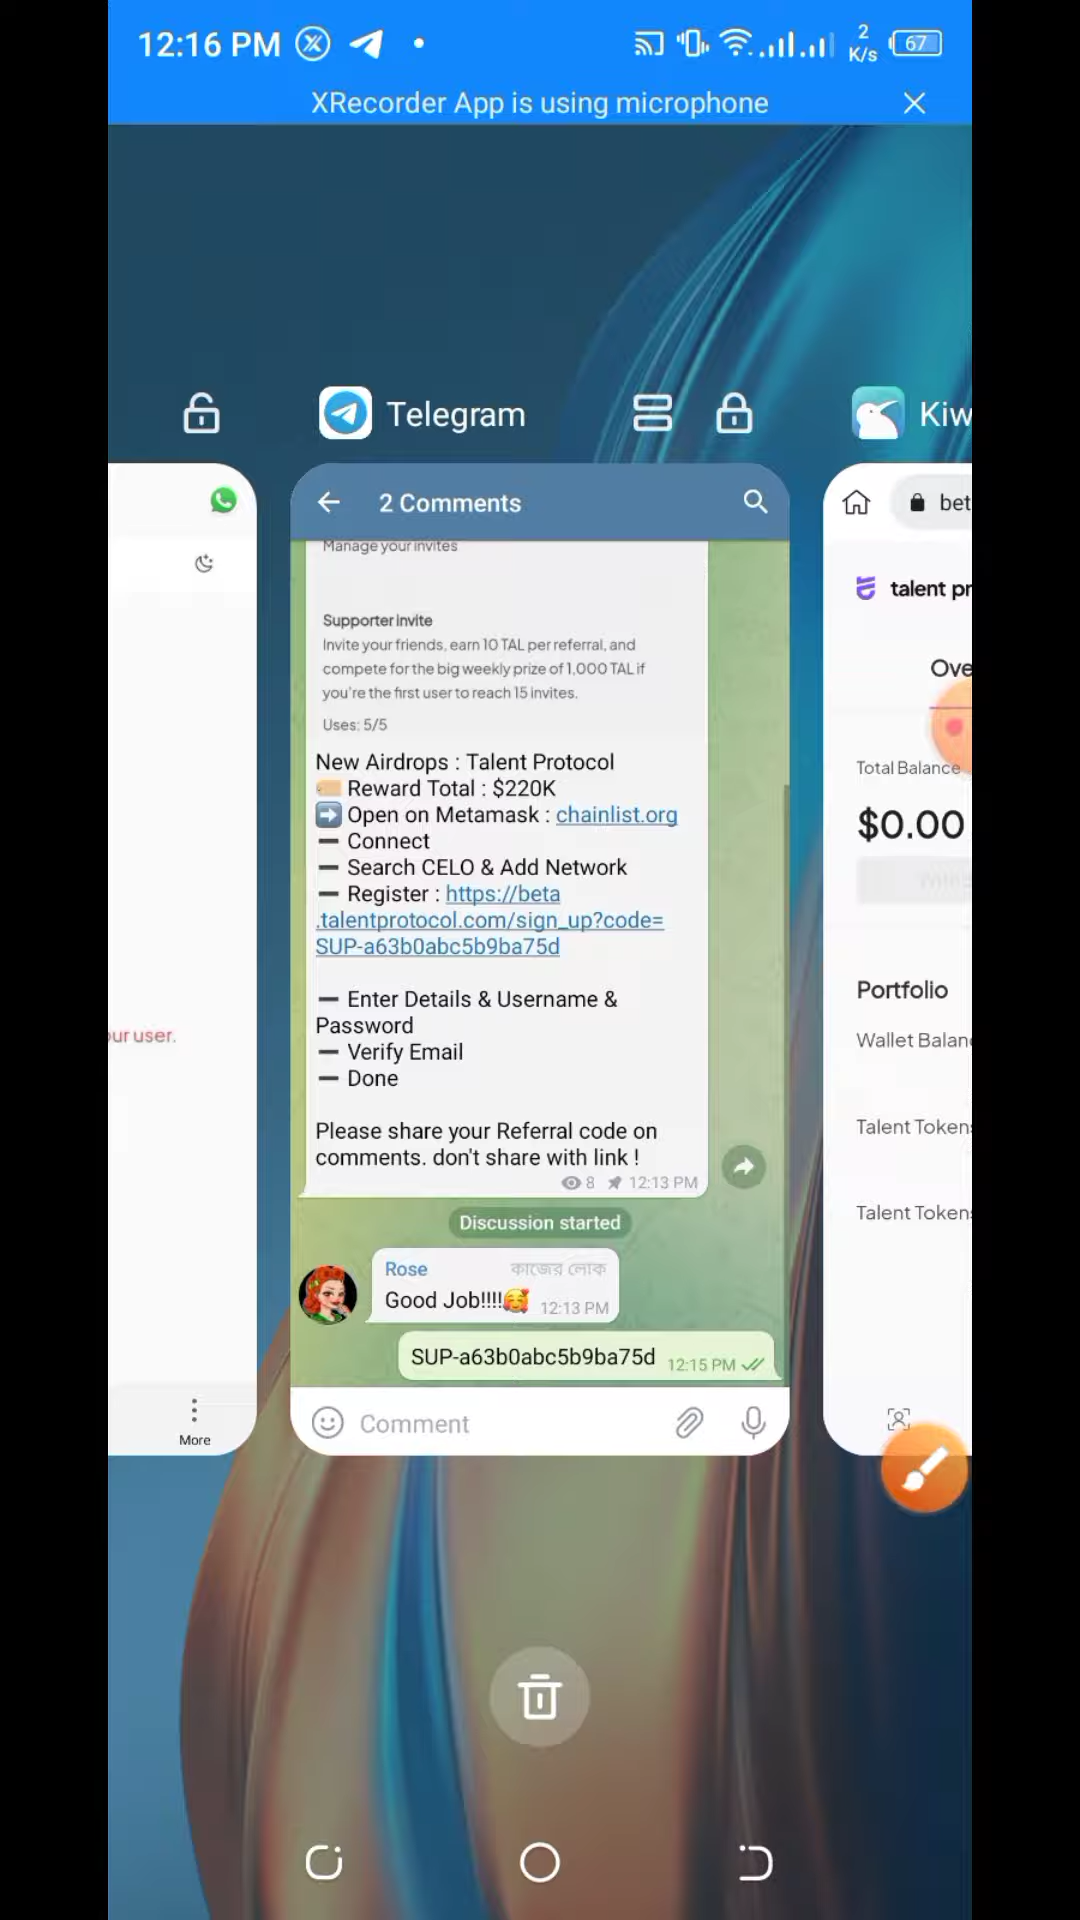 12:16 PM
2
K/s
67
XRecorder App is using microphone
Telegram
Kiw
2 Comments
bet
Manage your invites
talent pr
Supporter invite
Invite your friends, earn 10 TAL per referral, and
compete for the big weekly prize of 1,000 TAL if
you're the first user to reach 15 invites.
Uses: 5/5
Ove
New Airdrops : Talent Protocol
Reward Total : $220K
Open on Metamask : chainlist.org
— Connect
— Search CELO & Add Network
— Register : https://beta
.talentprotocol.com/sign_up?code=
SUP-a63b0abc5b9ba75d
— Enter Details & Username &
Password
— Verify Email
— Done
Please share your Referral code on
comments. don't share with link !
8 12:13 PM
Total Balance
$0.00
Portfolio
Wallet Balan
Talent Token
Talent Token
our user.
Discussion started
Rose কাজের লোক
Good Job!!!!🥰 12:13 PM
SUP-a63b0abc5b9ba75d 12:15 PM
Comment
More